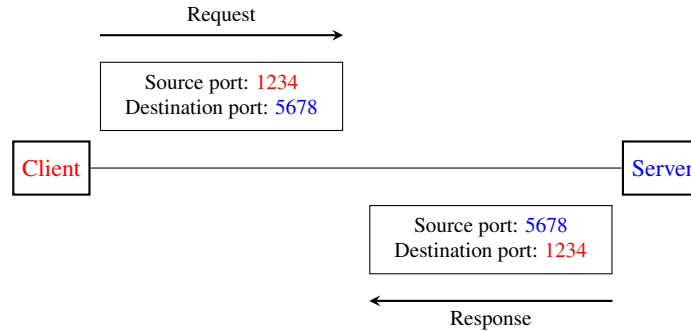 Request
Source port: 1234
Destination port: 5678
Client
Server
Source port: 5678
Destination port: 1234
Response